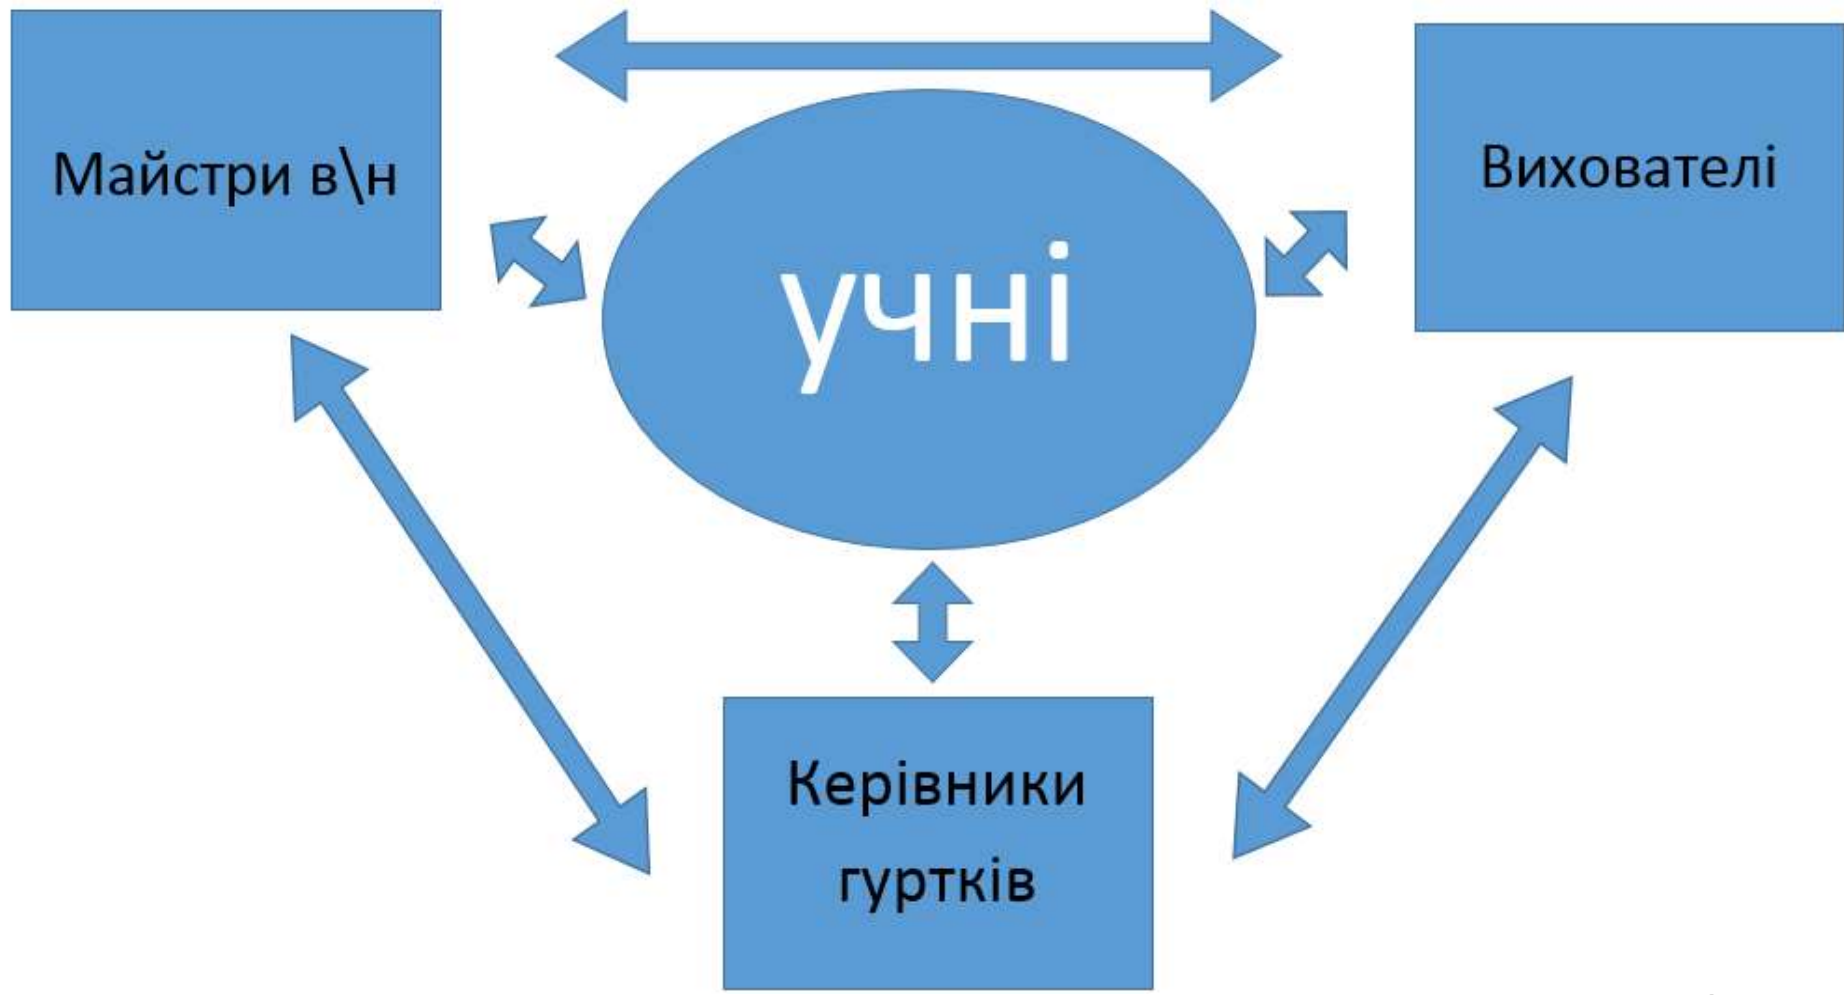 Майстри в\н
Вихователі
учні
Керівники
гуртків